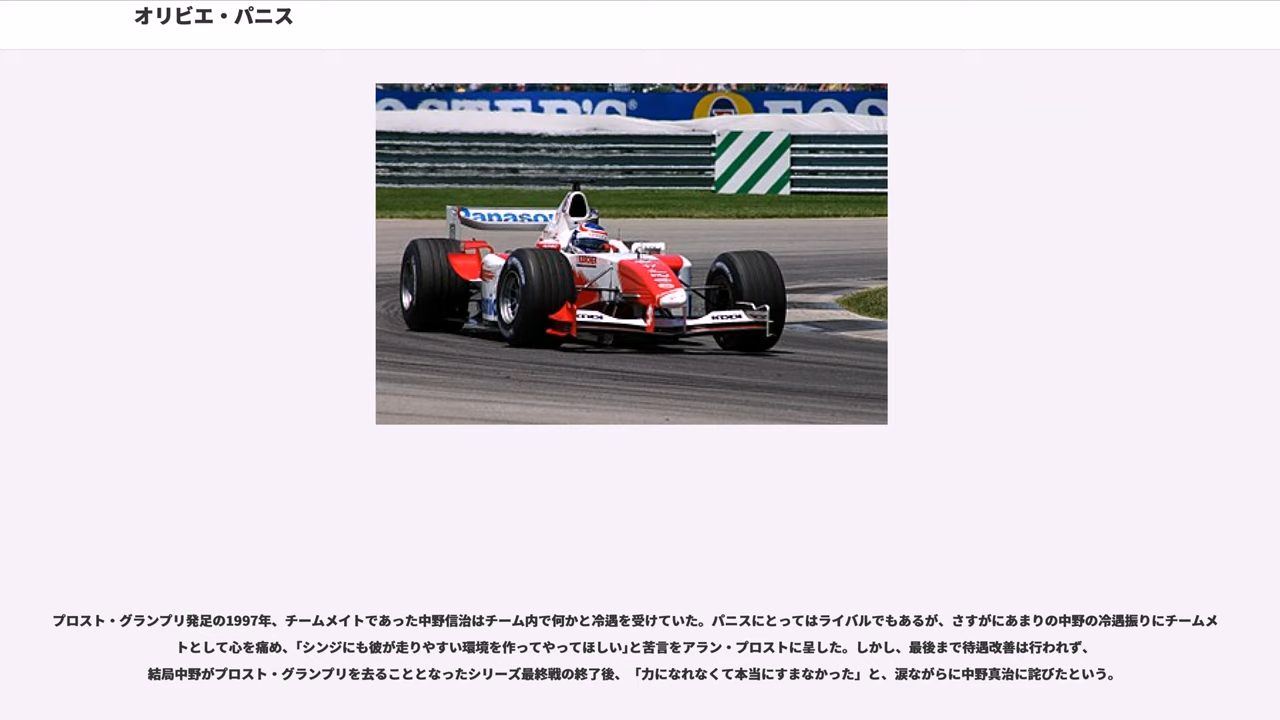 オリビエ・パニス
FOSTER'S® FOS
Panaso
KDDI KDDI
プロスト・グランプリ発足の1997年、チームメイトであった中野信治はチーム内で何かと冷遇を受けていた。パニスにとってはライバルでもあるが、さすがにあまりの中野の冷遇振りにチームメ
トとして心を痛め、「シンジにも彼が走りやすい環境を作ってやってほしい」と苦言をアラン・プロストに呈した。しかし、最後まで待遇改善は行われず、
結局中野がプロスト・グランプリを去ることとなったシリーズ最終戦の終了後、「力になれなくて本当にすまなかった」と、涙ながらに中野真治に詫びたという。